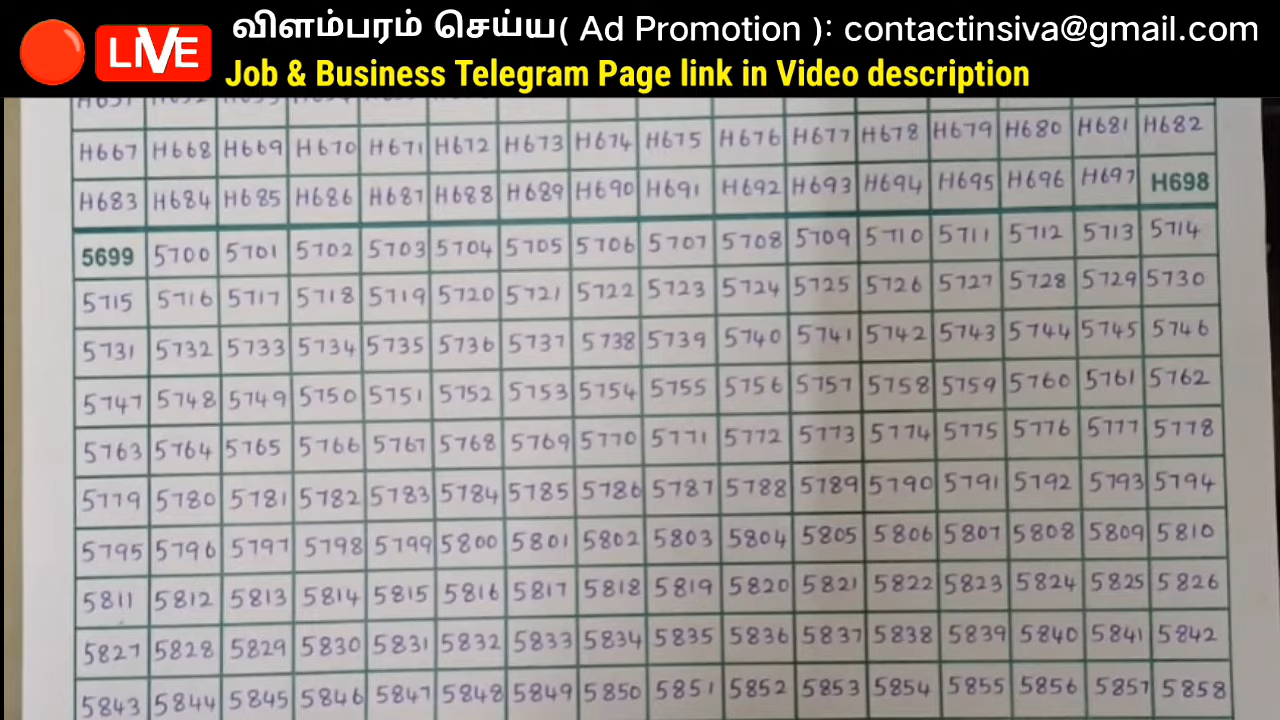 LIVE
விளம்பரம் செய்ய( Ad Promotion ): contactinsiva@gmail.com
Job & Business Telegram Page link in Video description
H667 H668 H669 H670 H671 H672 H673 H674 H675 H676 H677 H678 H679 H680 H681 H682
H683 H684 H685 H686 H687 H688 H689 H690 H691 H692 H693 H694 H695 H696 H697 H698
5699 5700 5701 5702 5703 5704 5705 5706 5707 5708 5709 5710 5711 5712 5713 5714
5715 5716 5717 5718 5719 5720 5721 5722 5723 5724 5725 5726 5727 5728 5729 5730
5731 5732 5733 5734 5735 5736 5737 5738 5739 5740 5741 5742 5743 5744 5745 5746
5747 5748 5749 5750 5751 5752 5753 5754 5755 5756 5757 5758 5759 5760 5761 5762
5763 5764 5765 5766 5767 5768 5769 5770 5771 5772 5773 5774 5775 5776 5777 5778
5779 5780 5781 5782 5783 5784 5785 5786 5787 5788 5789 5790 5791 5792 5793 5794
5795 5796 5797 5798 5799 5800 5801 5802 5803 5804 5805 5806 5807 5808 5809 5810
5811 5812 5813 5814 5815 5816 5817 5818 5819 5820 5821 5822 5823 5824 5825 5826
5827 5828 5829 5830 5831 5832 5833 5834 5835 5836 5837 5838 5839 5840 5841 5842
5843 5844 5845 5846 5847 5848 5849 5850 5851 5852 5853 5854 5855 5856 5857 5858